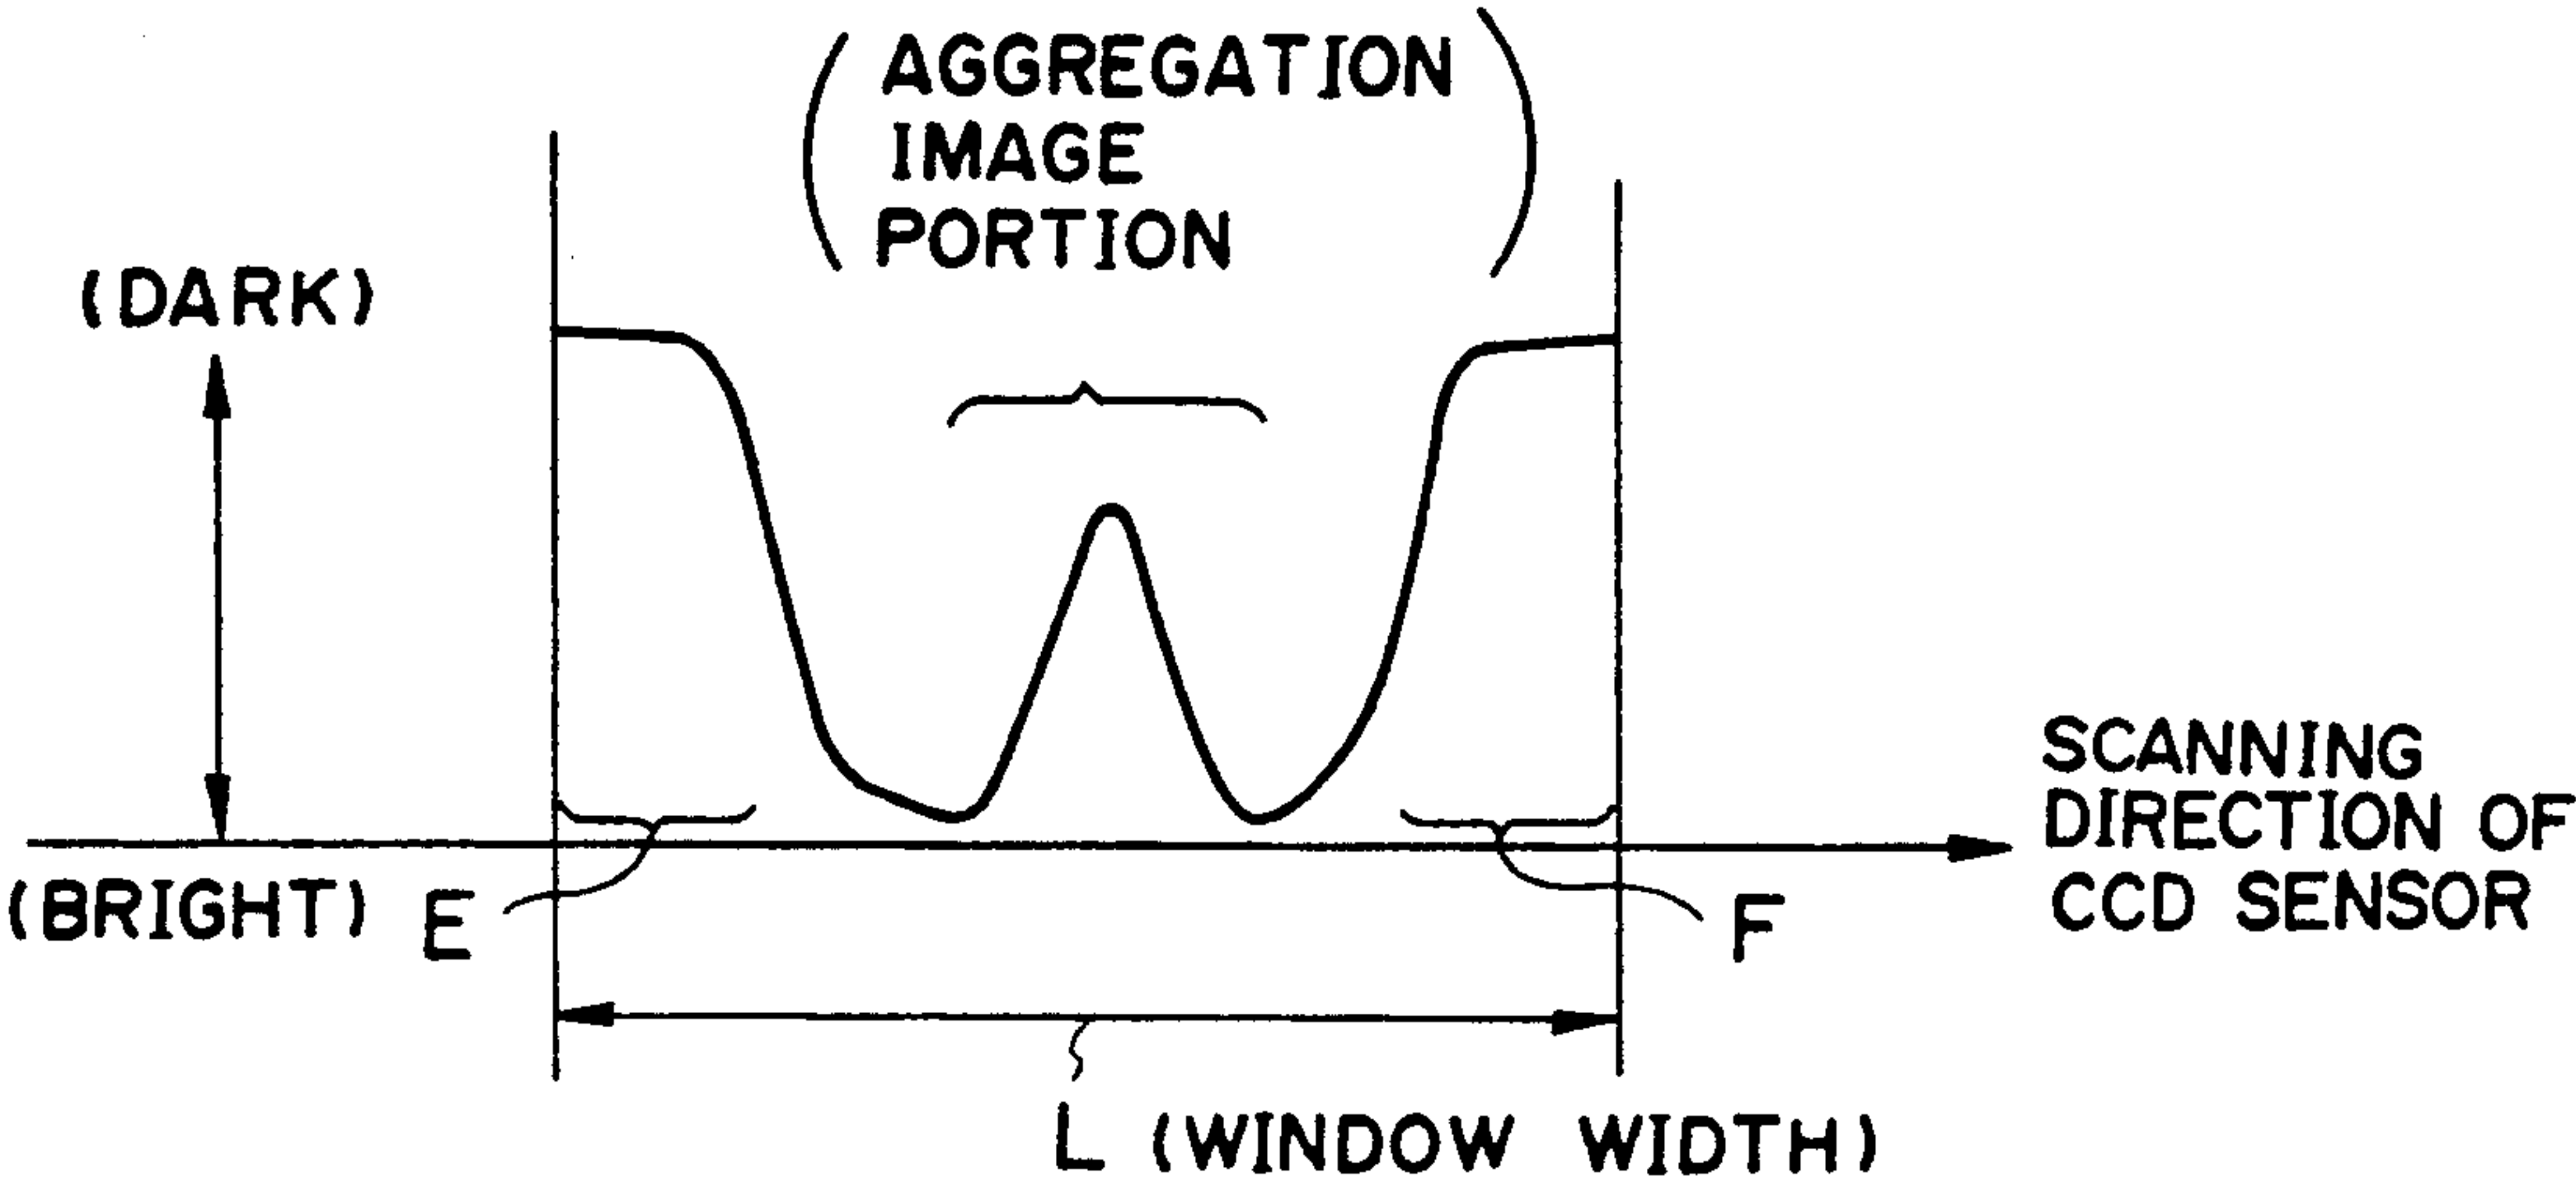 ( AGGREGATION
IMAGE
PORTION )
(DARK)
(BRIGHT)
E
F
SCANNING
DIRECTION OF
CCD SENSOR
L (WINDOW WIDTH)